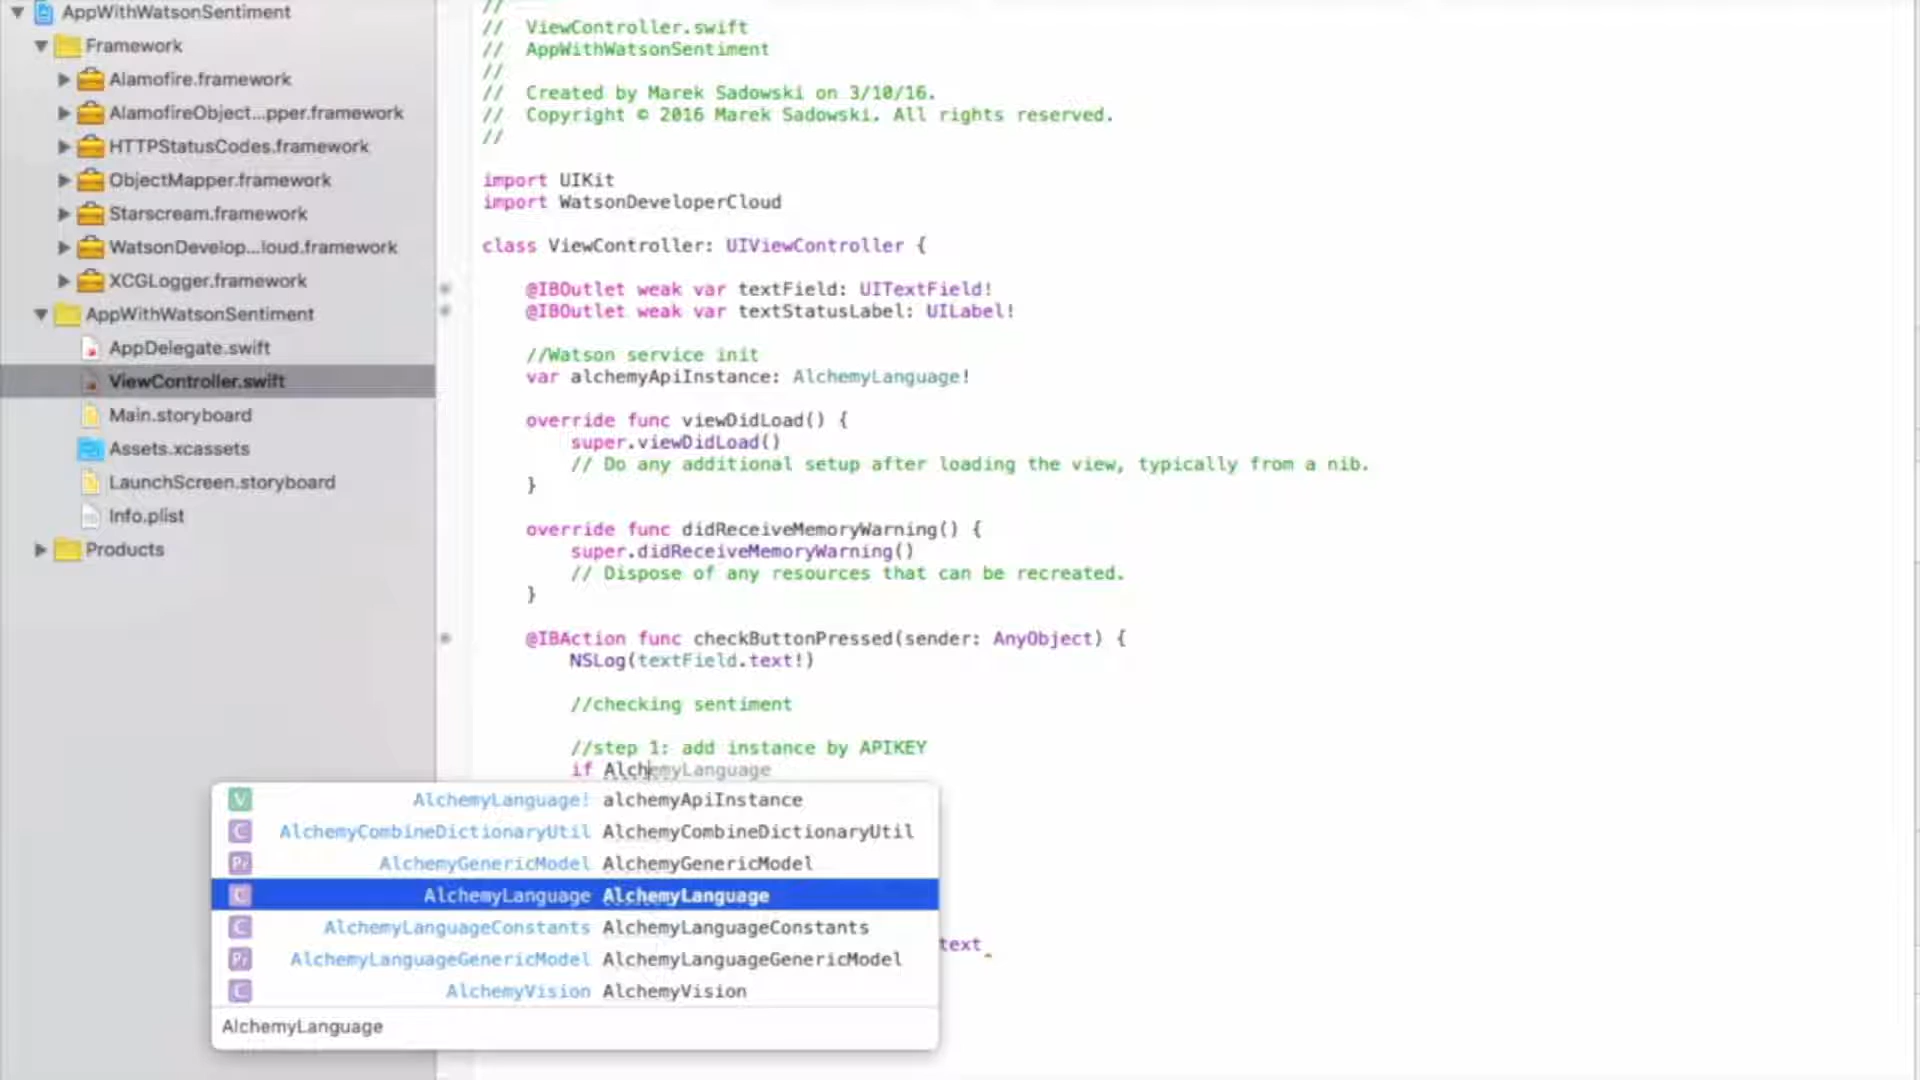 AppWithWatsonSentiment
Framework
Alamofire.framework
AlamofireObject...pper.framework
HTTPStatusCodes.framework
ObjectMapper.framework
Starscream.framework
WatsonDevelop...loud.framework
XCGLogger.framework
AppWithWatsonSentiment
AppDelegate.swift
ViewController.swift
Main.storyboard
Assets.xcassets
LaunchScreen.storyboard
Info.plist
Products
//
//  ViewController.swift
//  AppWithWatsonSentiment
//
//  Created by Marek Sadowski on 3/10/16.
//  Copyright © 2016 Marek Sadowski. All rights reserved.
//
import UIKit
import WatsonDeveloperCloud
class ViewController: UIViewController {
@IBOutlet weak var textField: UITextField!
@IBOutlet weak var textStatusLabel: UILabel!
//Watson service init
var alchemyApiInstance: AlchemyLanguage!
override func viewDidLoad() {
super.viewDidLoad()
// Do any additional setup after loading the view, typically from a nib.
}
override func didReceiveMemoryWarning() {
super.didReceiveMemoryWarning()
// Dispose of any resources that can be recreated.
}
@IBAction func checkButtonPressed(sender: AnyObject) {
NSLog(textField.text!)
//checking sentiment
//step 1: add instance by APIKEY
if AlchemyLanguage
V AlchemyLanguage! alchemyApiInstance
C AlchemyCombineDictionaryUtil AlchemyCombineDictionaryUtil
Pr AlchemyGenericModel AlchemyGenericModel
C AlchemyLanguage AlchemyLanguage
C AlchemyLanguageConstants AlchemyLanguageConstants
text
Pr AlchemyLanguageGenericModel AlchemyLanguageGenericModel
C AlchemyVision AlchemyVision
AlchemyLanguage